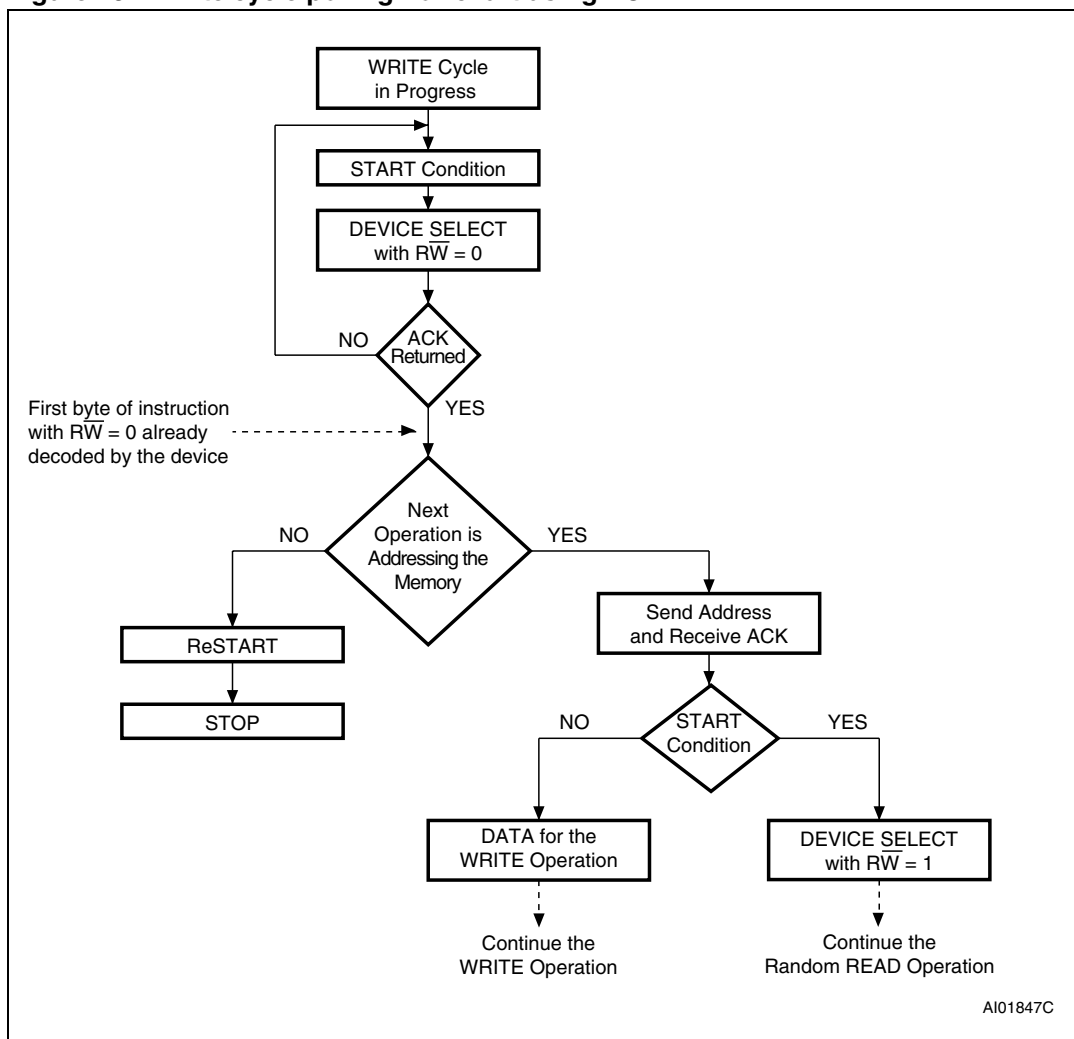 WRITE Cycle
in Progress
START Condition
DEVICE SELECT
with RW̅ = 0
NO
ACK
Returned
YES
First byte of instruction
with RW̅ = 0 already
decoded by the device
Next
Operation is
Addressing the
Memory
NO
YES
ReSTART
STOP
Send Address
and Receive ACK
START
Condition
NO
YES
DATA for the
WRITE Operation
DEVICE SELECT
with RW̅ = 1
Continue the
WRITE Operation
Continue the
Random READ Operation
AI01847C